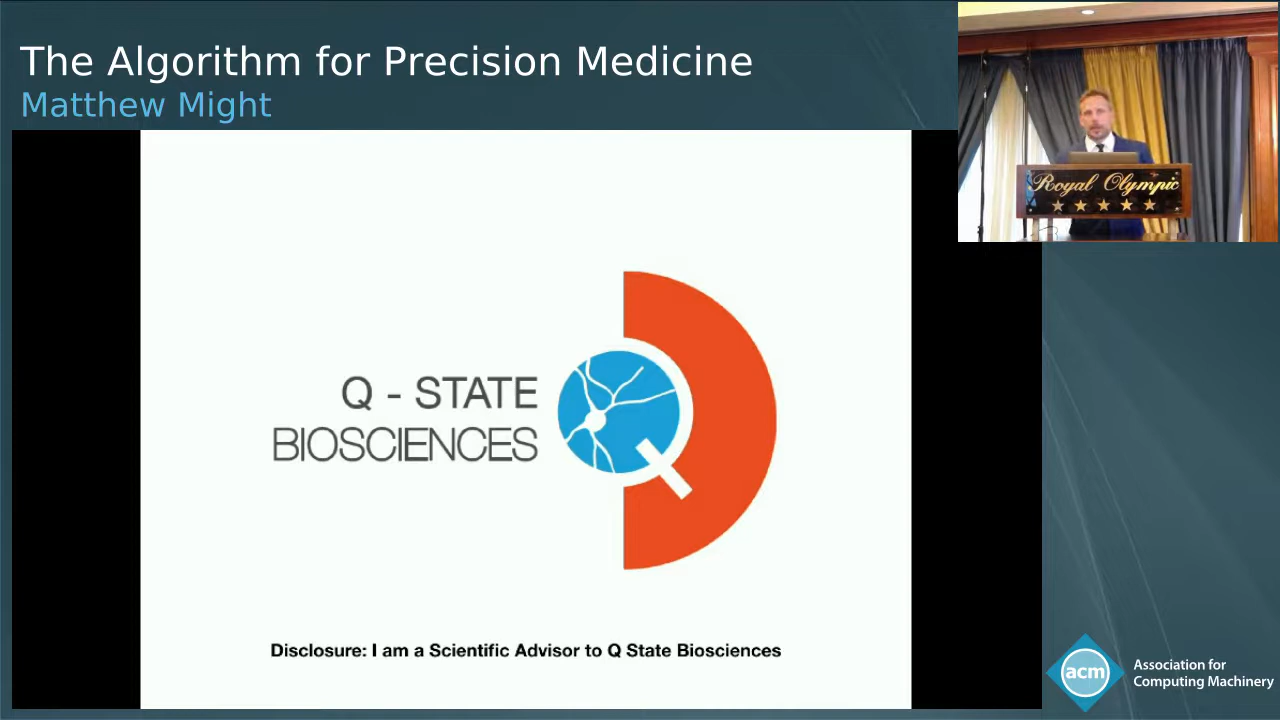 The Algorithm for Precision Medicine
Matthew Might
Royal Olympic
Q - STATE
BIOSCIENCES
Disclosure: I am a Scientific Advisor to Q State Biosciences
acm
Association for
Computing Machinery